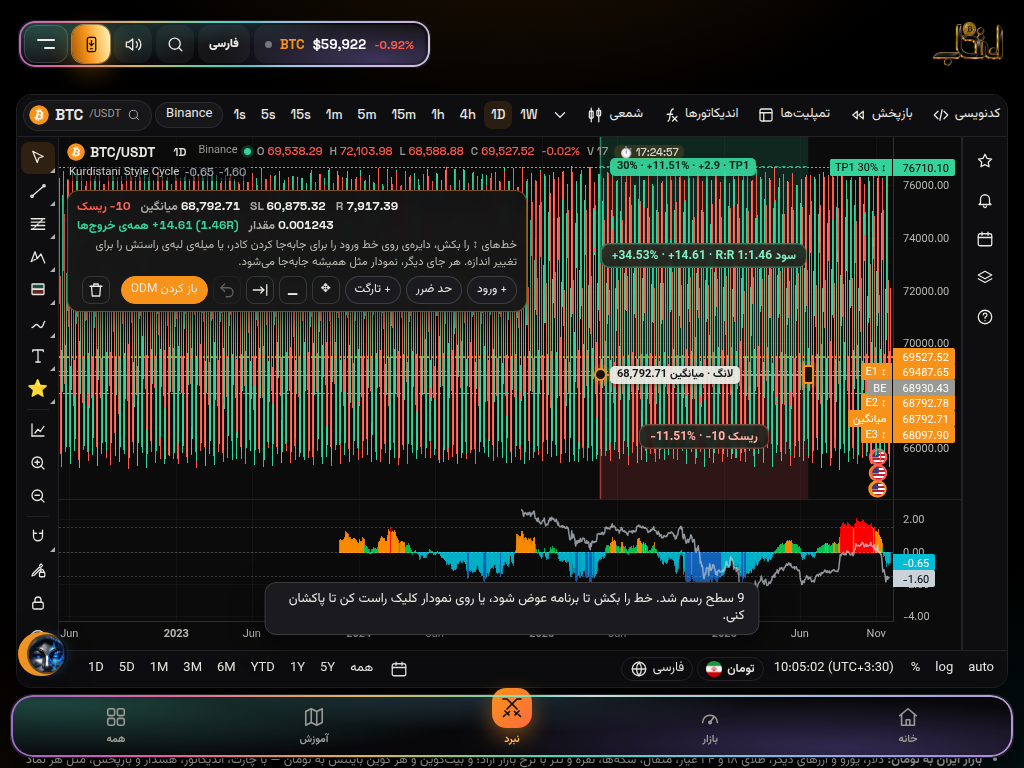 فارسی BTC $59,922 -0.92%
BTC /USDT Binance 1s 5s 15s 1m 5m 15m 1h 4h 1D 1W شمعی اندیکاتورها تمپلیت‌ها بازپخش کدنویسی
BTC/USDT 1D Binance O 69,538.29 H 72,103.98 L 68,588.88 C 69,527.52 -0.02% V 17 17:24:57
Kurdistani Style Cycle -0.65 -1.60
30% · +11.51% · +2.9 · TP1
TP1 30% ↕ 76710.10
76000.00
ریسک -10 میانگین 68,792.71 SL 60,875.32 R 7,917.39
همه‌ی خروج‌ها +14.61 (1.46R) مقدار 0.001243
خط‌های ↕ را بکش، دایره‌ی روی خط ورود را برای جابه‌جا کردن کادر، یا میله‌ی لبه‌ی راستش را برای
تغییر اندازه. هر جای دیگر، نمودار مثل همیشه جابه‌جا می‌شود.
باز کردن ODM + تارگت حد ضرر + ورود
74000.00
سود +34.53% · +14.61 · R:R 1:1.46
72000.00
70000.00
69527.52
E1 ↕ 69487.65
لانگ · میانگین 68,792.71
BE 68930.43
E2 ↕ 68792.78
میانگین 68792.71
E3 ↕ 68097.90
ریسک -10 · -11.51%
66000.00
2.00
0.00
-0.65
-1.60
-4.00
9 سطح رسم شد. خط را بکش تا برنامه عوض شود، یا روی نمودار کلیک راست کن تا پاکشان
کنی.
Jun 2023 Jun Jun Nov
1D 5D 1M 3M 6M YTD 1Y 5Y همه فارسی تومان 10:05:02 (UTC+3:30) % log auto
خانه بازار نبرد آموزش همه